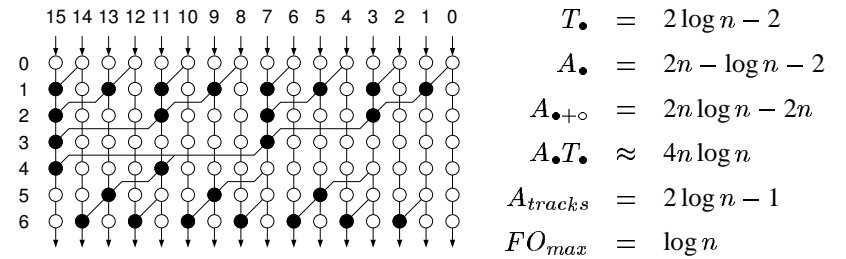 15 14 13 12 11 10 9 8 7 6 5 4 3 2 1 0
0
1
2
3
4
5
6
T● = 2 log n − 2
A● = 2n − log n − 2
A●+○ = 2n log n − 2n
A●T● ≈ 4n log n
A_tracks = 2 log n − 1
FO_max = log n